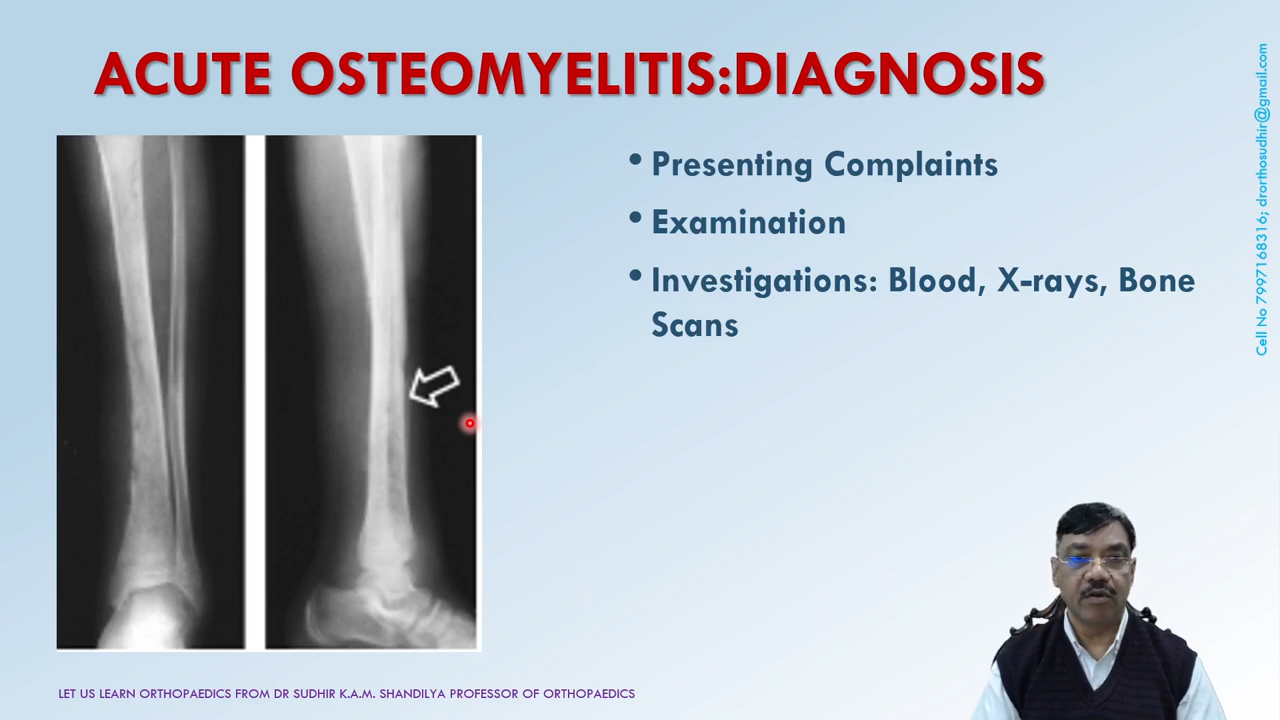 ACUTE OSTEOMYELITIS:DIAGNOSIS
• Presenting Complaints
• Examination
• Investigations: Blood, X-rays, Bone
Scans
Cell No 7997168316; drorthosudhir@gmail.com
LET US LEARN ORTHOPAEDICS FROM DR SUDHIR K.A.M. SHANDILYA PROFESSOR OF ORTHOPAEDICS